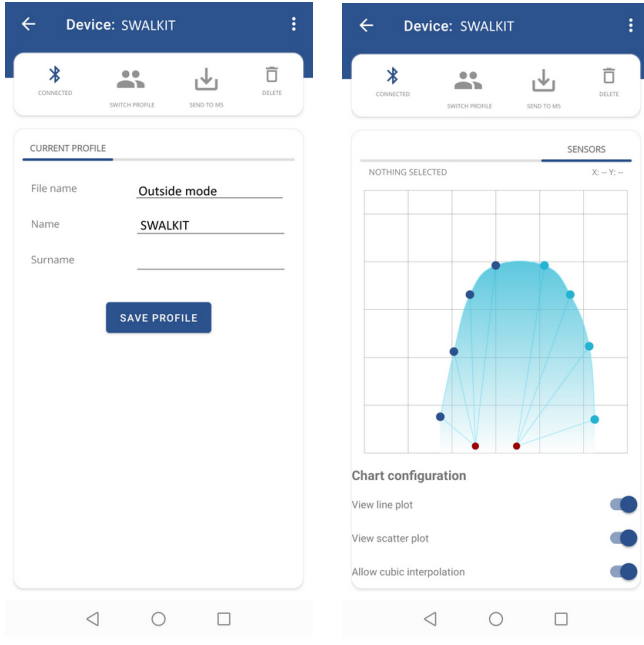 Device: SWALKIT
CONNECTED
SWITCH PROFILE
SEND TO MS
DELETE
CURRENT PROFILE
File name Outside mode
Name SWALKIT
Surname
SAVE PROFILE
Device: SWALKIT
CONNECTED
SWITCH PROFILE
SEND TO MS
DELETE
SENSORS
NOTHING SELECTED X: -- Y: --
Chart configuration
View line plot
View scatter plot
Allow cubic interpolation